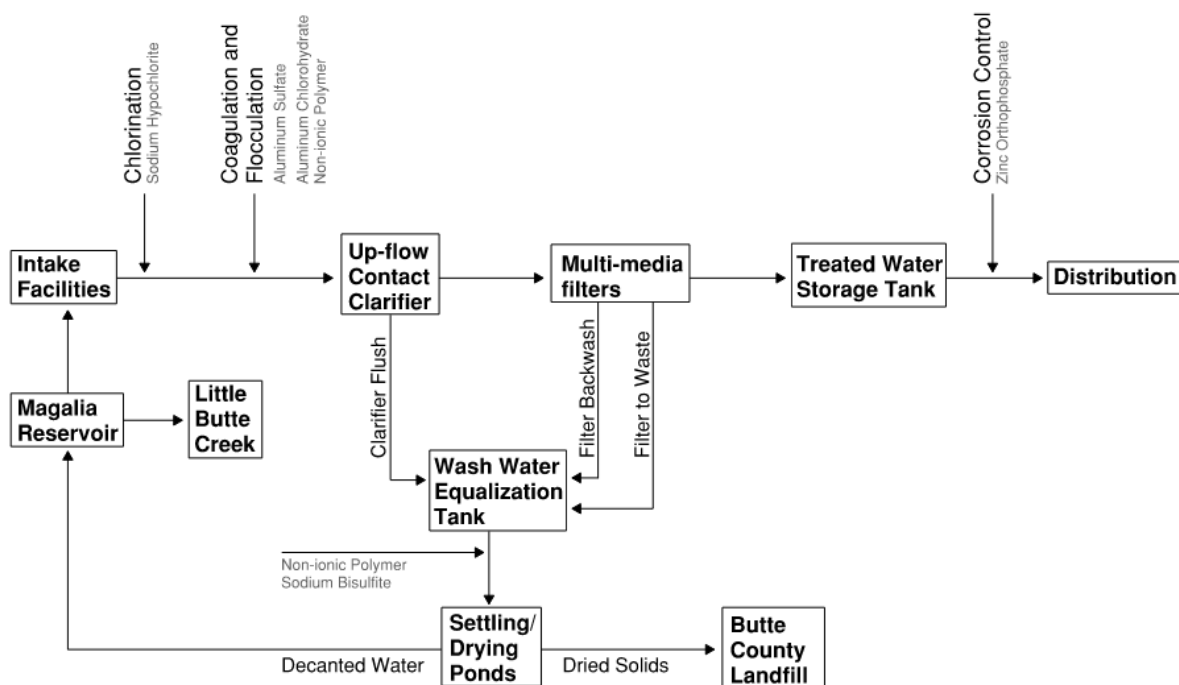 Chlorination
Sodium Hypochlorite
Coagulation and
Flocculation
Aluminum Sulfate
Aluminum Chlorohydrate
Non-ionic Polymer
Corrosion Control
Zinc Orthophosphate
Intake
Facilities
Up-flow
Contact
Clarifier
Multi-media
filters
Treated Water
Storage Tank
Distribution
Magalia
Reservoir
Little
Butte
Creek
Clarifier Flush
Filter Backwash
Filter to Waste
Wash Water
Equalization
Tank
Non-ionic Polymer
Sodium Bisulfite
Settling/
Drying
Ponds
Decanted Water
Dried Solids
Butte
County
Landfill